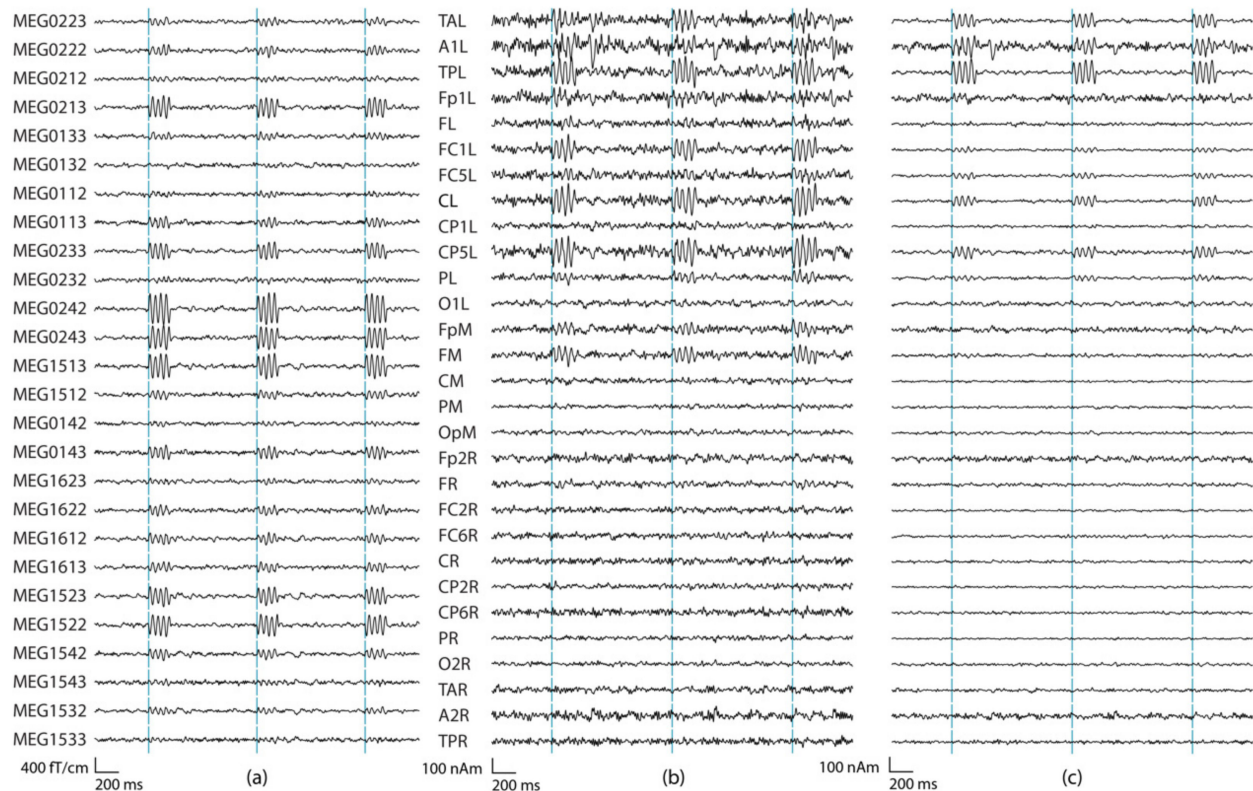 MEG0223
MEG0222
MEG0212
MEG0213
MEG0133
MEG0132
MEG0112
MEG0113
MEG0233
MEG0232
MEG0242
MEG0243
MEG1513
MEG1512
MEG0142
MEG0143
MEG1623
MEG1622
MEG1612
MEG1613
MEG1523
MEG1522
MEG1542
MEG1543
MEG1532
MEG1533
400 fT/cm
200 ms
(a)
TAL
A1L
TPL
Fp1L
FL
FC1L
FC5L
CL
CP1L
CP5L
PL
O1L
FpM
FM
CM
PM
OpM
Fp2R
FR
FC2R
FC6R
CR
CP2R
CP6R
PR
O2R
TAR
A2R
TPR
100 nAm
200 ms
(b)
100 nAm
200 ms
(c)